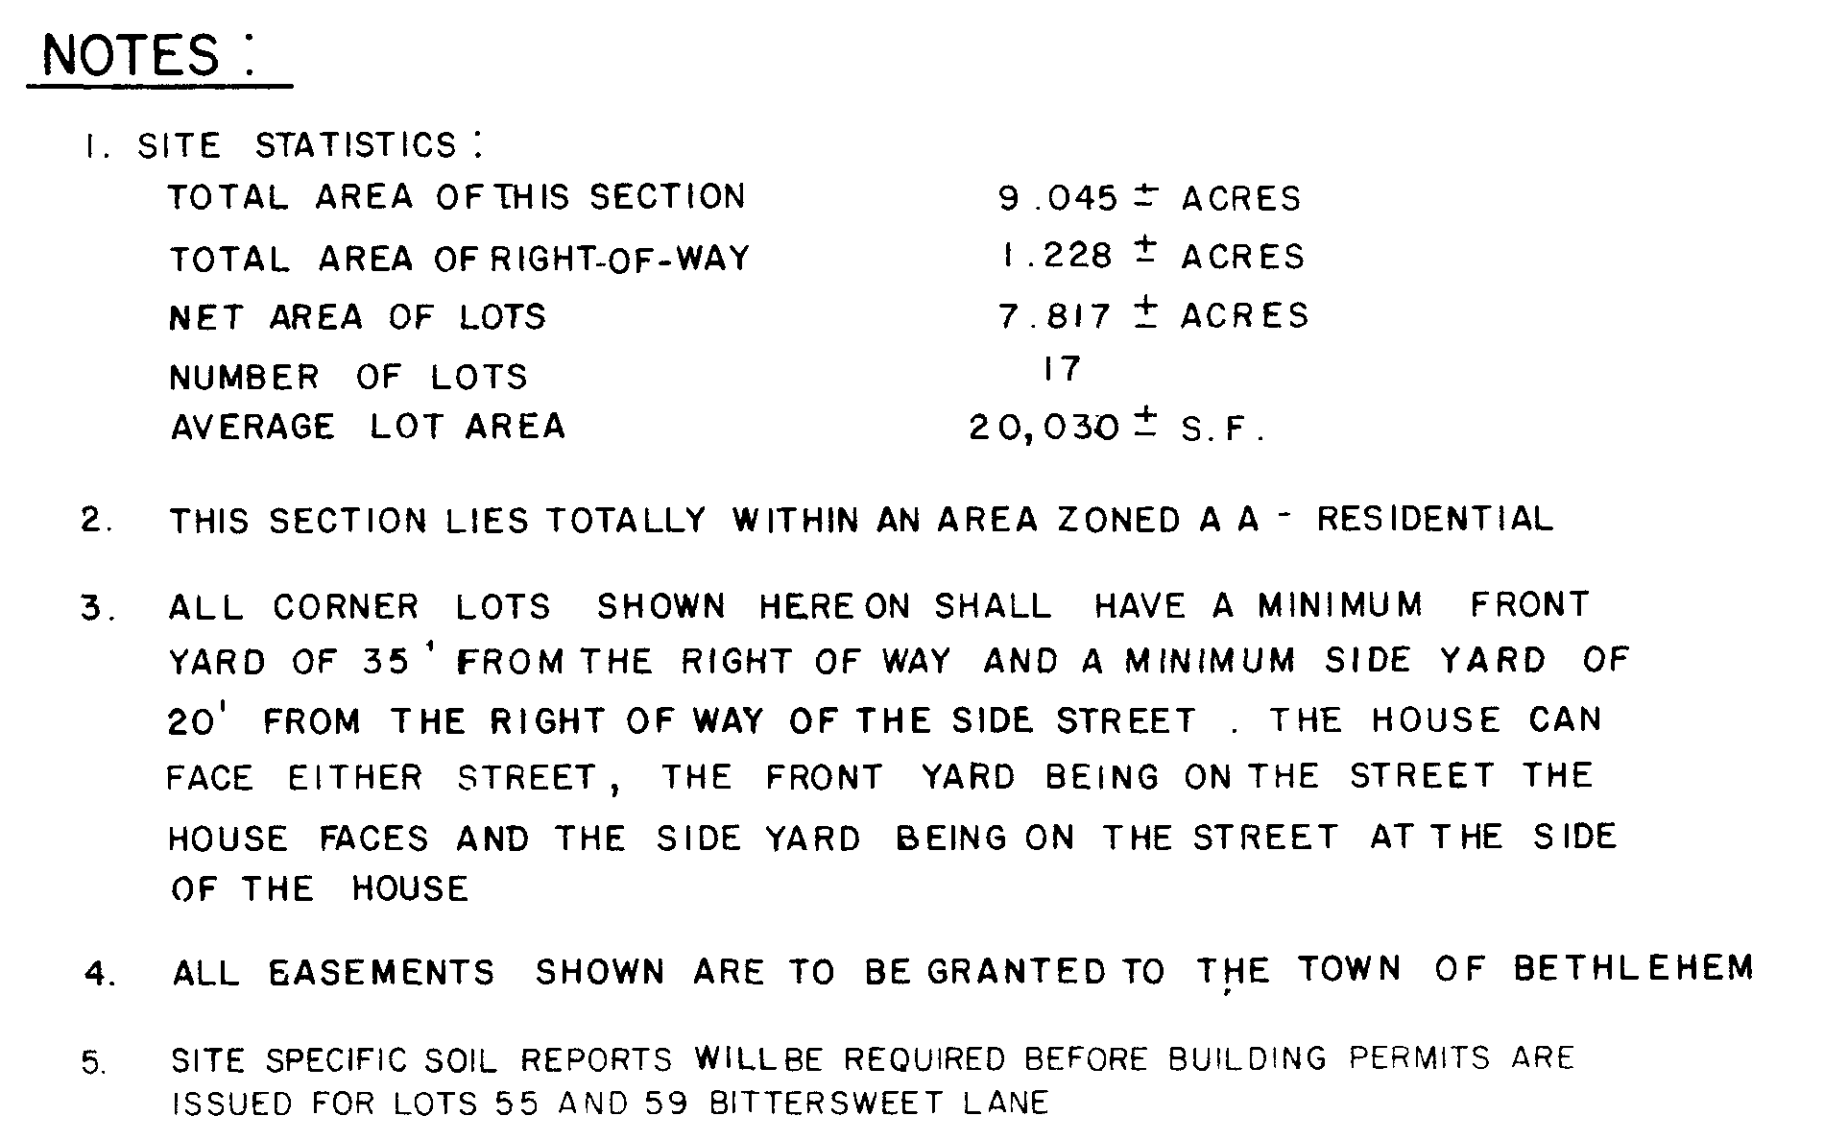 NOTES :
1. SITE STATISTICS :
TOTAL AREA OF THIS SECTION 9.045 ± ACRES
TOTAL AREA OF RIGHT-OF-WAY 1.228 ± ACRES
NET AREA OF LOTS 7.817 ± ACRES
NUMBER OF LOTS 17
AVERAGE LOT AREA 20,030 ± S.F.
2. THIS SECTION LIES TOTALLY WITHIN AN AREA ZONED A A - RESIDENTIAL
3. ALL CORNER LOTS SHOWN HEREON SHALL HAVE A MINIMUM FRONT
YARD OF 35' FROM THE RIGHT OF WAY AND A MINIMUM SIDE YARD OF
20' FROM THE RIGHT OF WAY OF THE SIDE STREET . THE HOUSE CAN
FACE EITHER STREET, THE FRONT YARD BEING ON THE STREET THE
HOUSE FACES AND THE SIDE YARD BEING ON THE STREET AT THE SIDE
OF THE HOUSE
4. ALL EASEMENTS SHOWN ARE TO BE GRANTED TO THE TOWN OF BETHLEHEM
5. SITE SPECIFIC SOIL REPORTS WILL BE REQUIRED BEFORE BUILDING PERMITS ARE
ISSUED FOR LOTS 55 AND 59 BITTERSWEET LANE